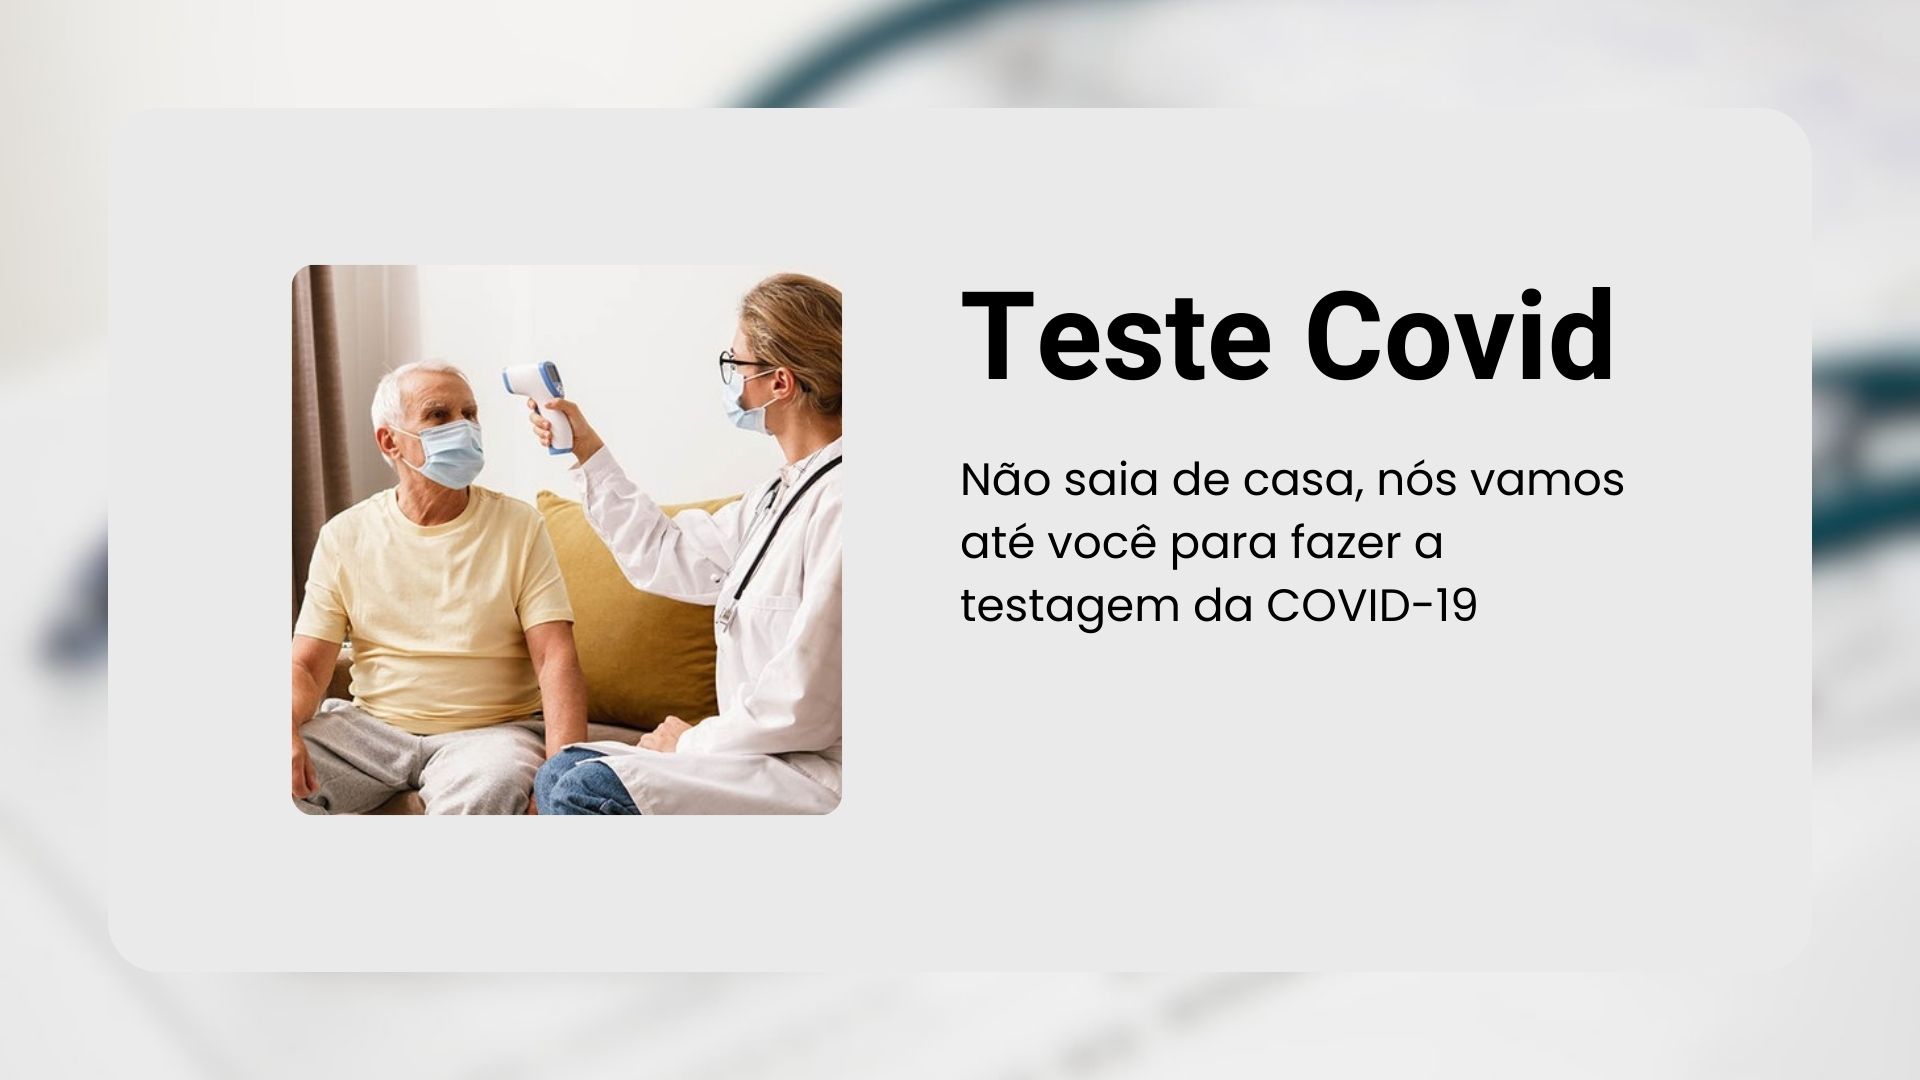 Teste Covid
Não saia de casa, nós vamos
até você para fazer a
testagem da COVID-19